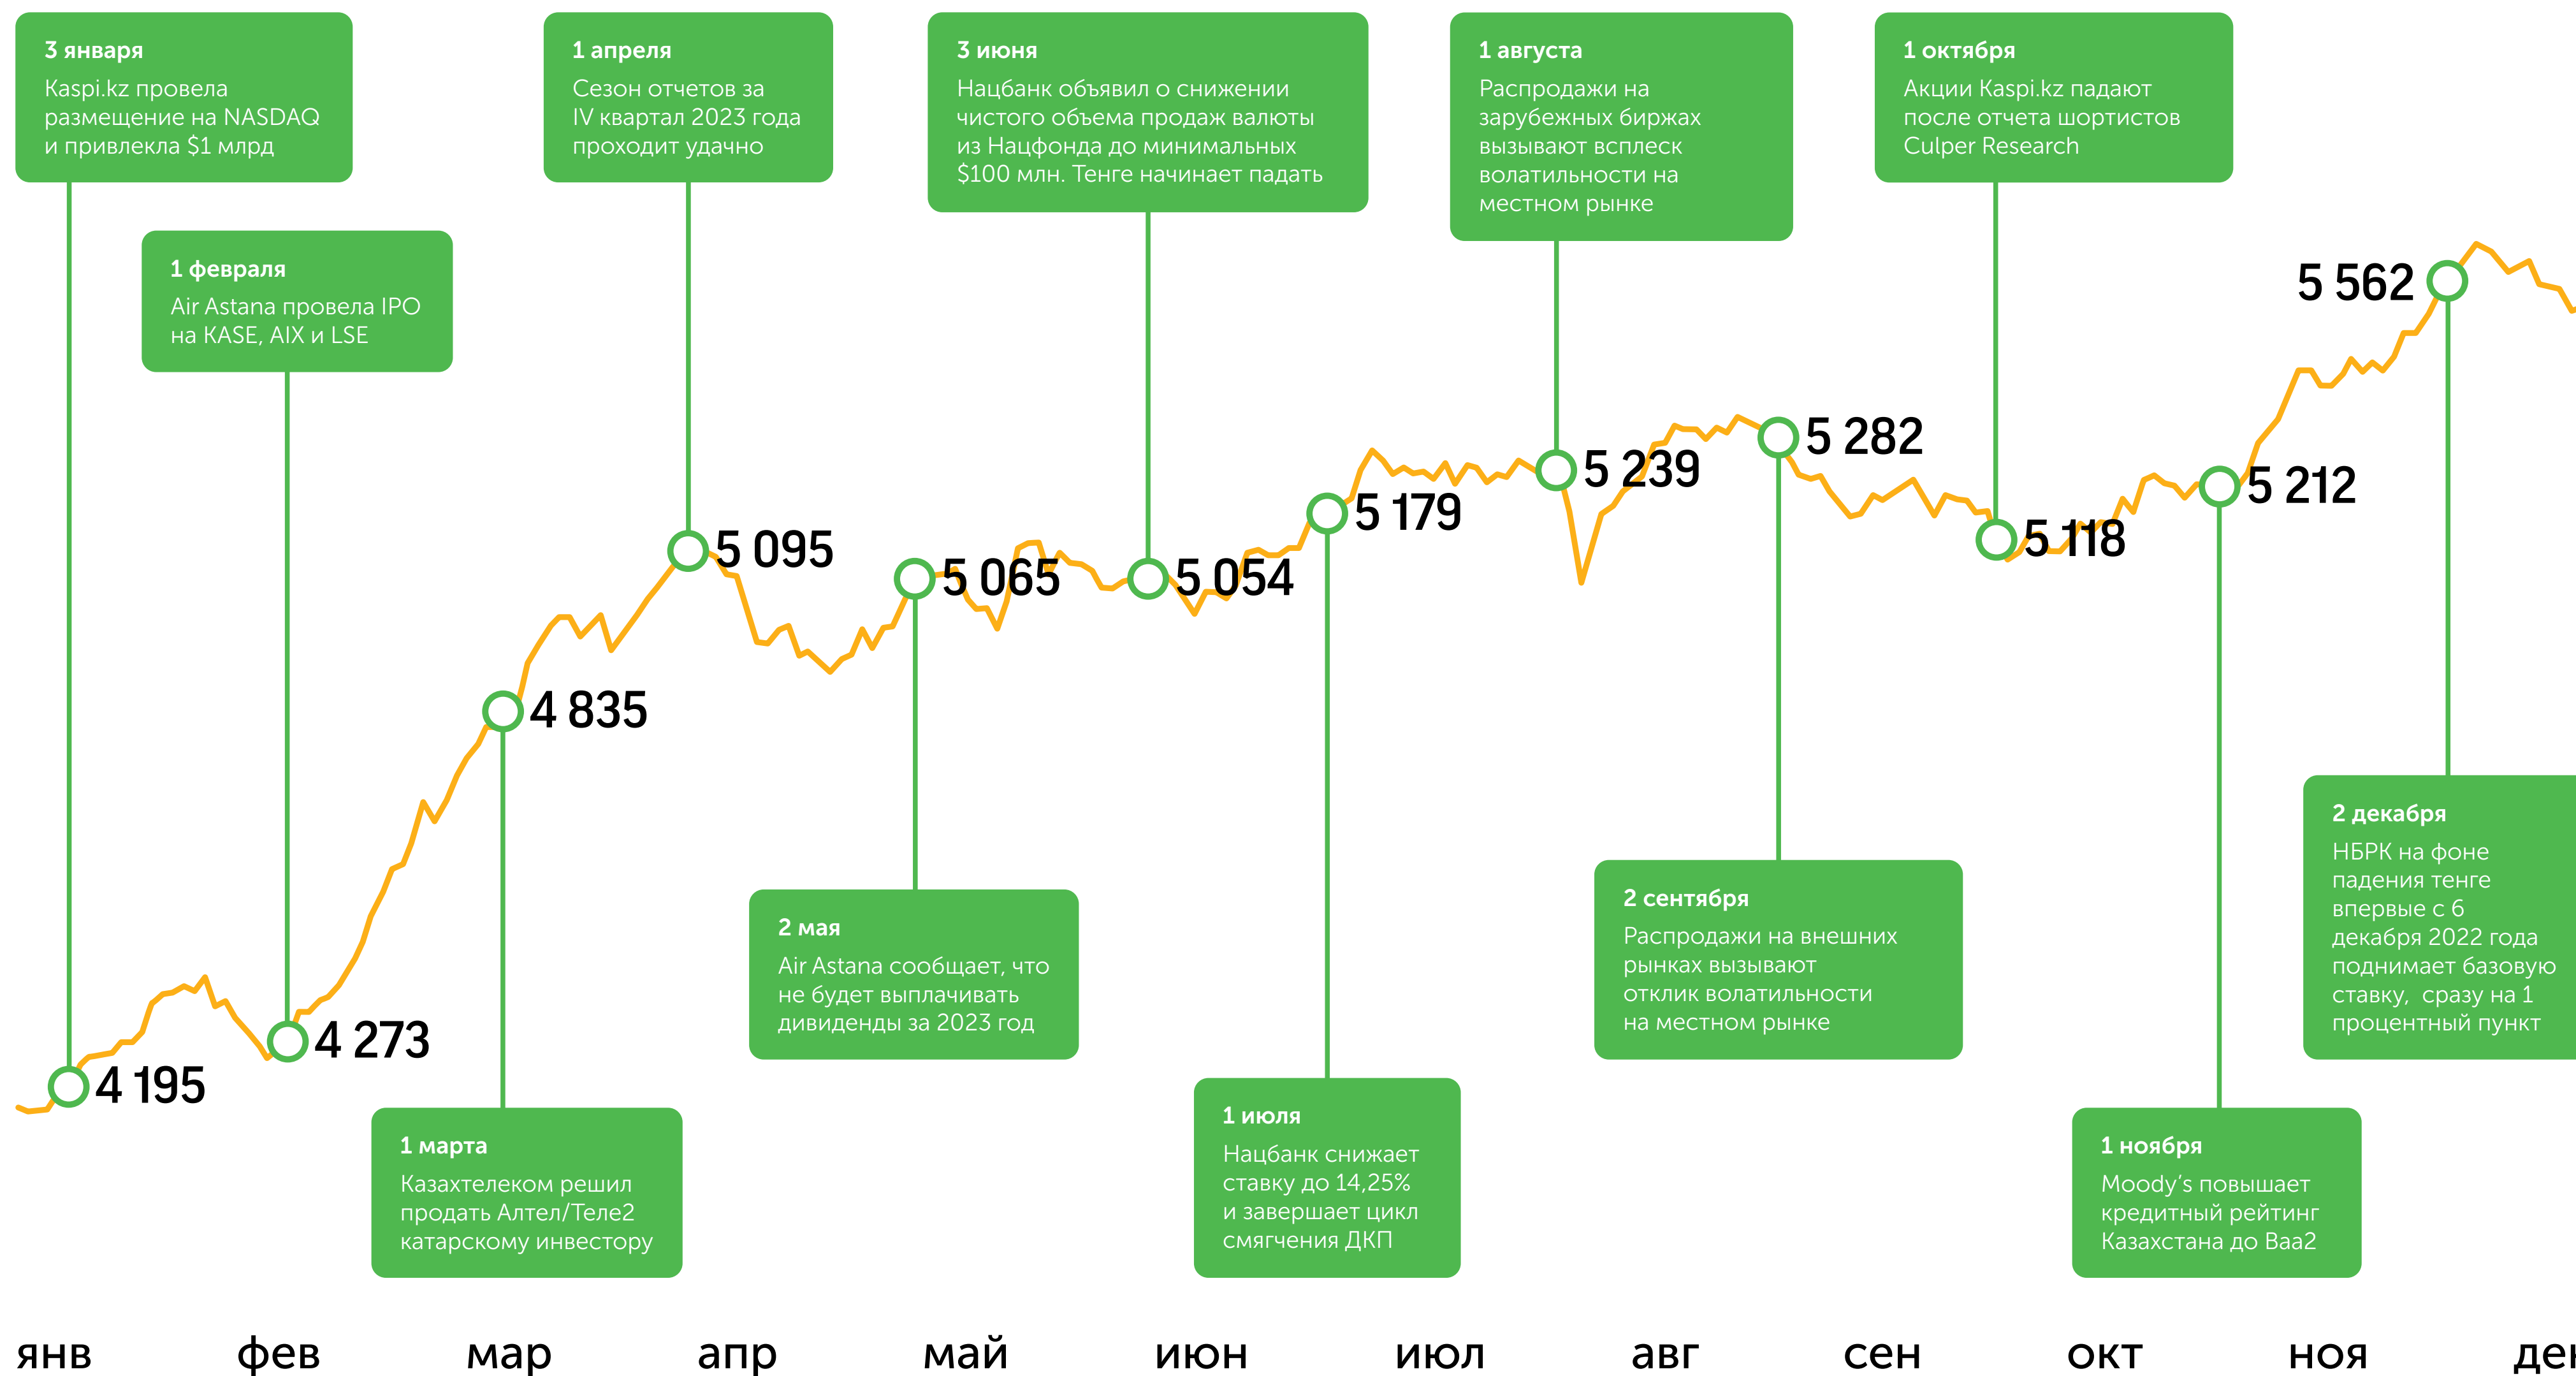 3 января
Kaspi.kz провела
размещение на NASDAQ
и привлекла $1 млрд
1 февраля
Air Astana провела IPO
на KASE, AIX и LSE
1 апреля
Сезон отчетов за
IV квартал 2023 года
проходит удачно
3 июня
Нацбанк объявил о снижении
чистого объема продаж валюты
из Нацфонда до минимальных
$100 млн. Тенге начинает падать
1 августа
Распродажи на
зарубежных биржах
вызывают всплеск
волатильности на
местном рынке
1 октября
Акции Kaspi.kz падают
после отчета шортистов
Culper Research
4 195
4 273
4 835
5 095
5 065
5 054
5 179
5 239
5 282
5 118
5 212
5 562
1 марта
Казахтелеком решил
продать Алтел/Теле2
катарскому инвестору
2 мая
Air Astana сообщает, что
не будет выплачивать
дивиденды за 2023 год
1 июля
Нацбанк снижает
ставку до 14,25%
и завершает цикл
смягчения ДКП
2 сентября
Распродажи на внешних
рынках вызывают
отклик волатильности
на местном рынке
1 ноября
Moody’s повышает
кредитный рейтинг
Казахстана до Baa2
2 декабря
НБРК на фоне
падения тенге
впервые с 6
декабря 2022 года
поднимает базовую
ставку, сразу на 1
процентный пункт
янв фев мар апр май июн июл авг сен окт ноя